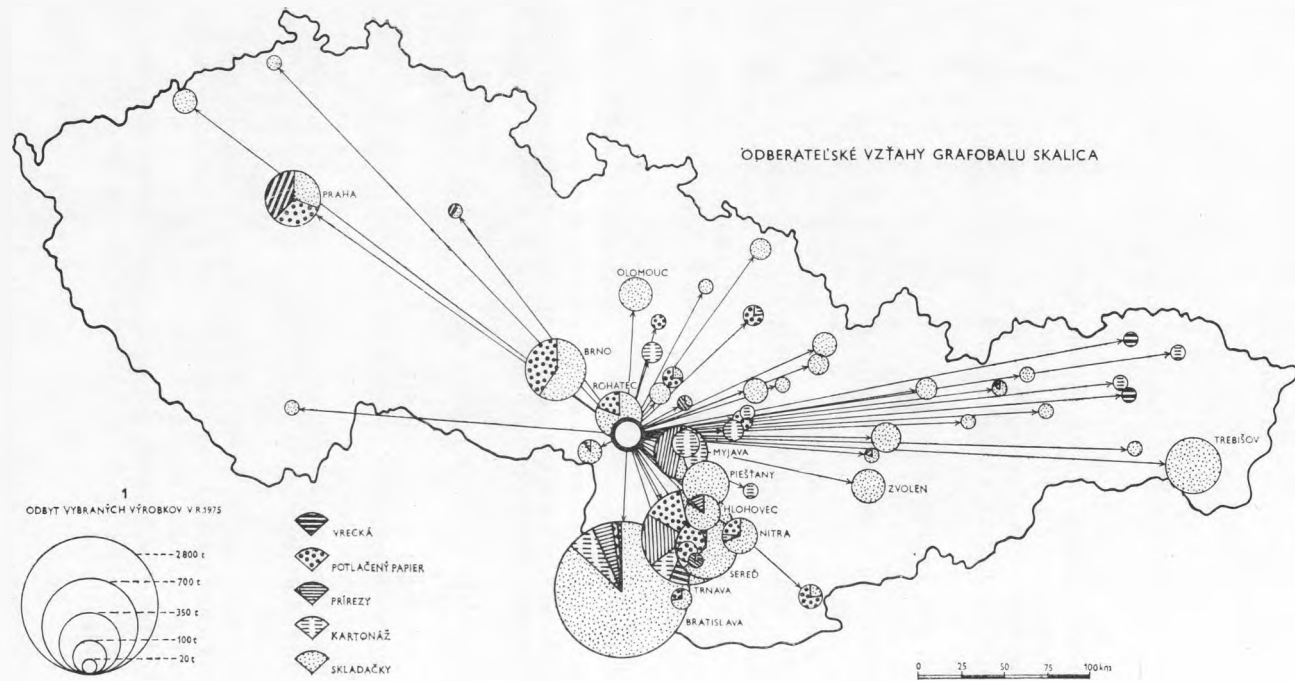 ODBERATEĽSKÉ VZŤAHY GRAFOBALU SKALICA
PRAHA
OLOMOUC
BRNO
ROHATEC
MYJAVA
PIEŠŤANY
TREBIŠOV
ZVOLEN
HLOHOVEC
NITRA
SEREĎ
TRNAVA
BRATISLAVA
1
ODBYT VYBRANÝCH VÝROBKOV V R.1975
2800 t
700 t
350 t
100 t
20 t
VRECKÁ
POTLAČENÝ PAPIER
PRÍREZY
KARTONÁŽ
SKLADAČKY
0 25 50 75 100 km